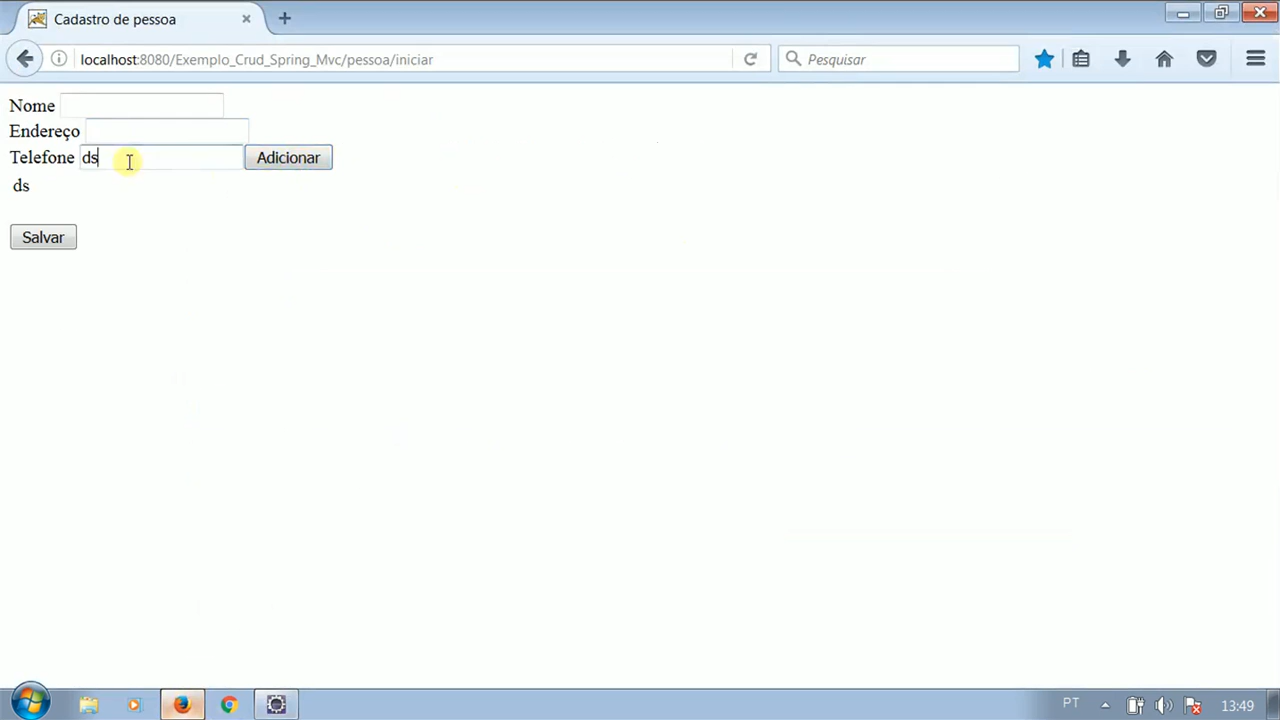 Cadastro de pessoa
localhost:8080/Exemplo_Crud_Spring_Mvc/pessoa/iniciar
Pesquisar
Nome
Endereço
Telefone ds Adicionar
ds
Salvar
PT 13:49